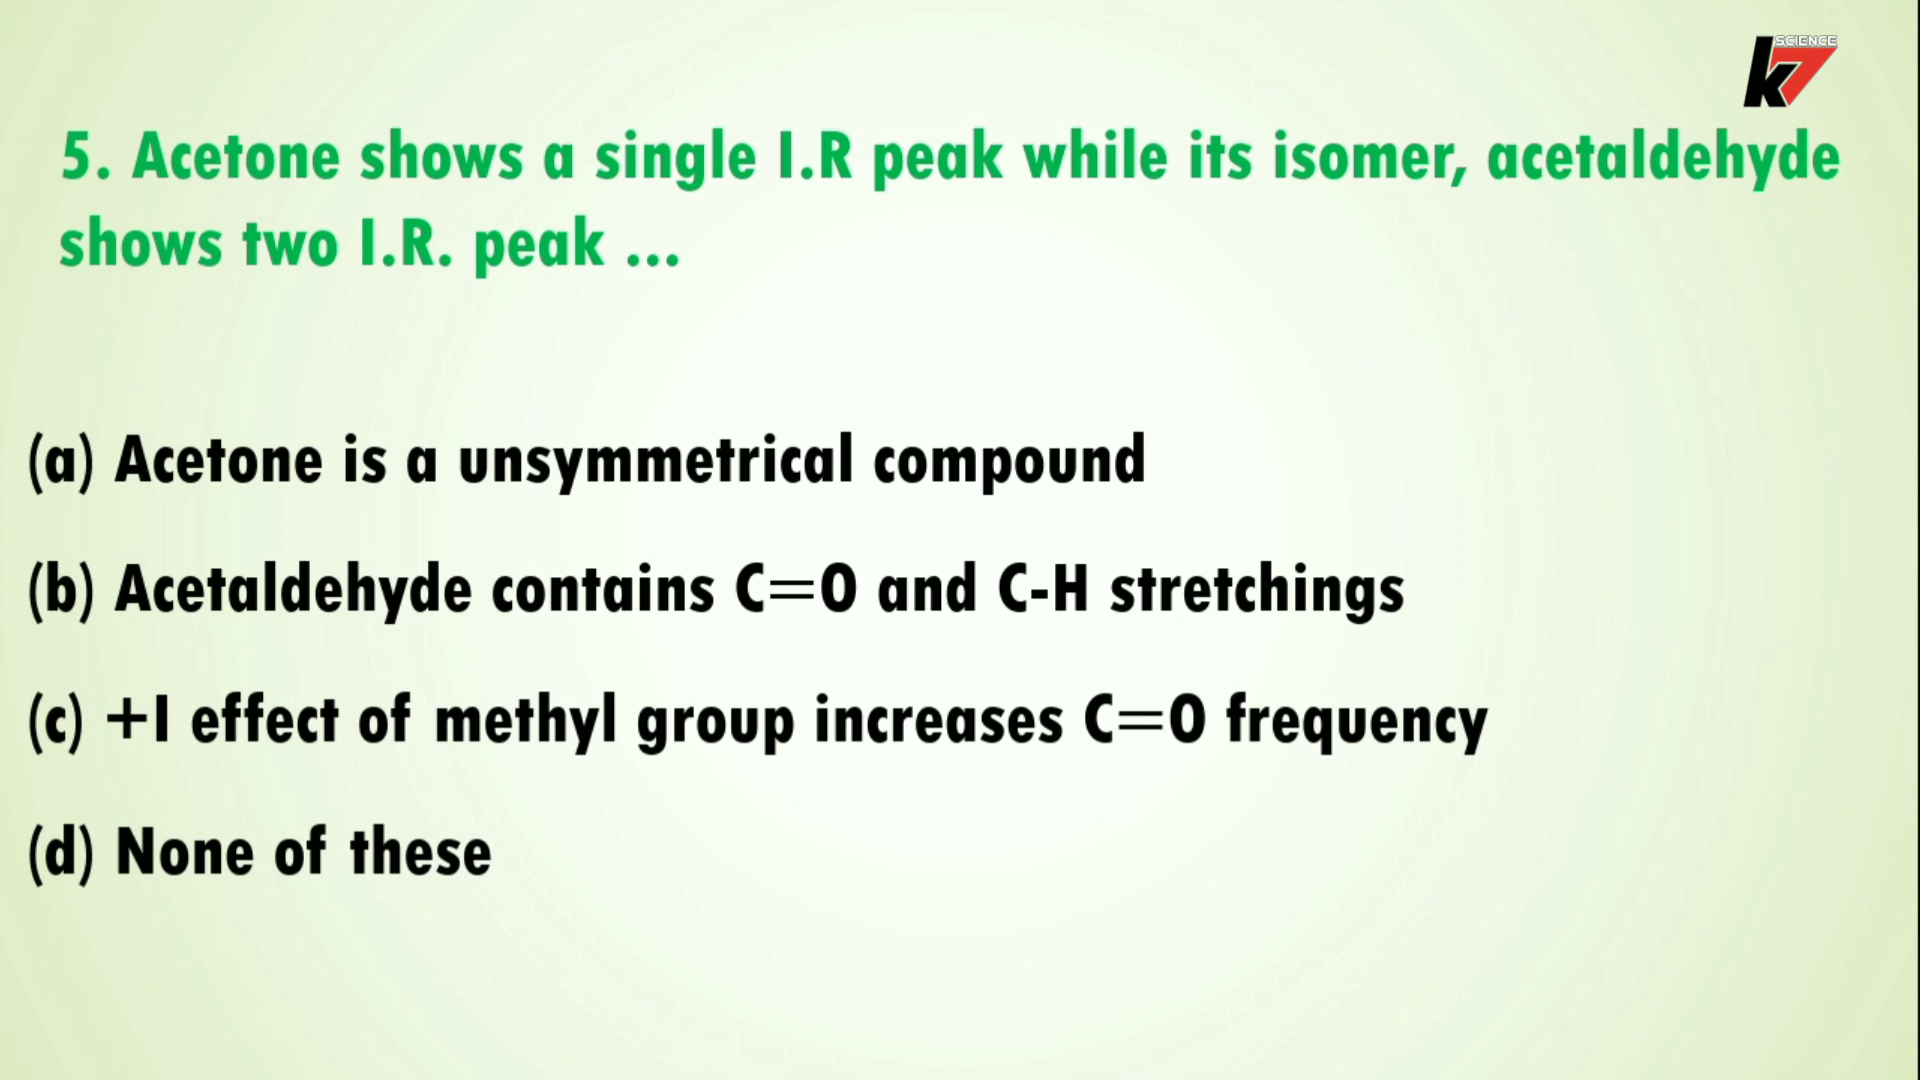 SCIENCE
k7
5. Acetone shows a single I.R peak while its isomer, acetaldehyde
shows two I.R. peak ...
(a) Acetone is a unsymmetrical compound
(b) Acetaldehyde contains C=O and C-H stretchings
(c) +I effect of methyl group increases C=O frequency
(d) None of these